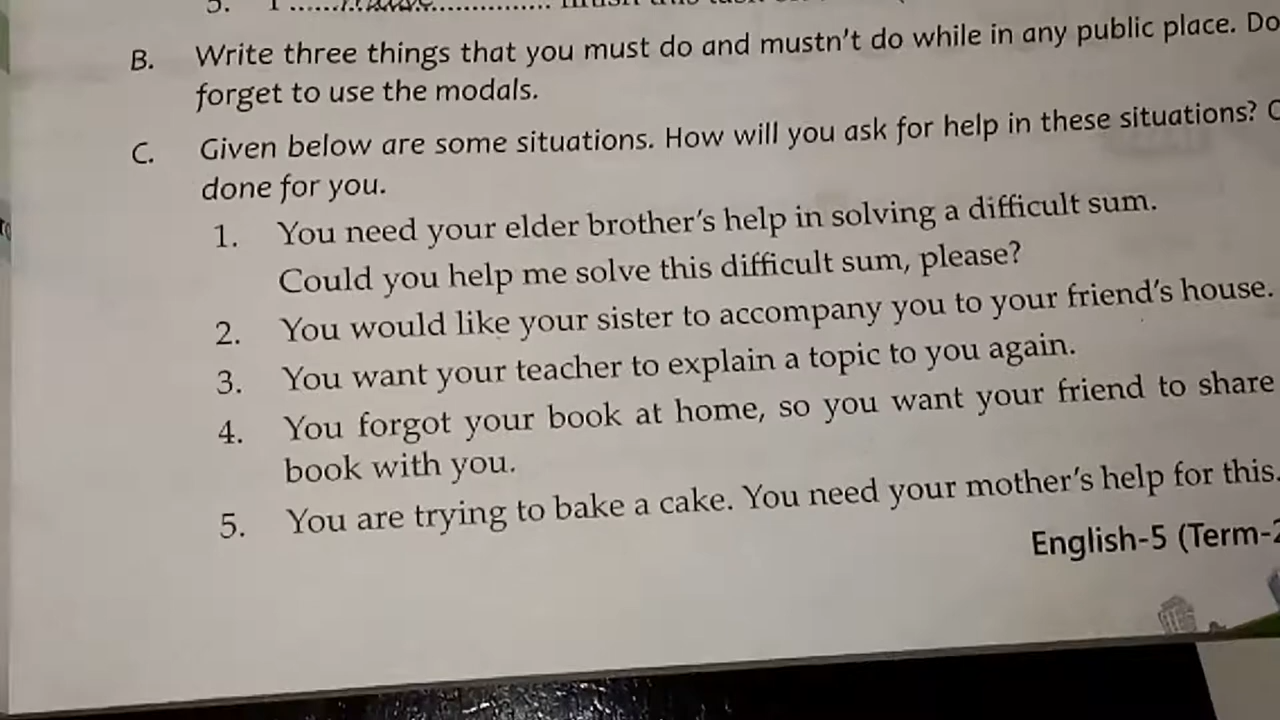 5. I
B. Write three things that you must do and mustn't do while in any public place. Do
forget to use the modals.
C. Given below are some situations. How will you ask for help in these situations?
done for you.
1. You need your elder brother's help in solving a difficult sum.
Could you help me solve this difficult sum, please?
2. You would like your sister to accompany you to your friend's house.
3. You want your teacher to explain a topic to you again.
4. You forgot your book at home, so you want your friend to share
book with you.
5. You are trying to bake a cake. You need your mother's help for this.
English-5 (Term-2